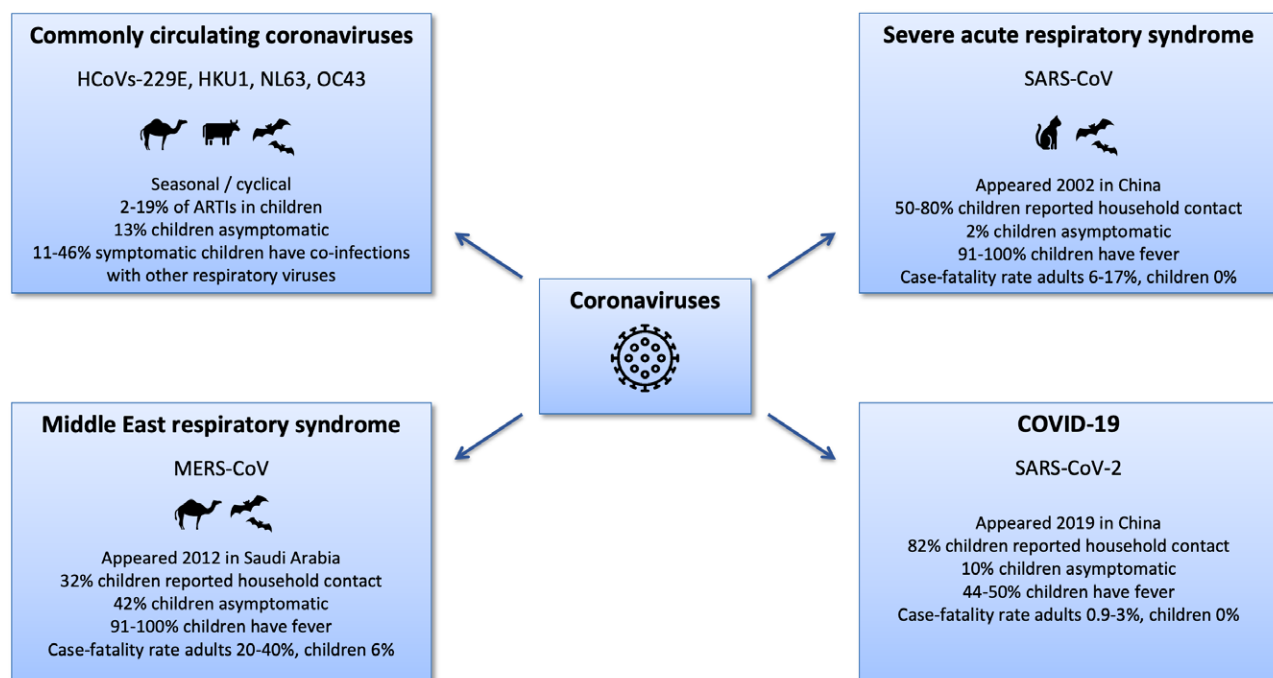 Commonly circulating coronaviruses
HCoVs-229E, HKU1, NL63, OC43
Seasonal / cyclical
2-19% of ARTIs in children
13% children asymptomatic
11-46% symptomatic children have co-infections
with other respiratory viruses
Severe acute respiratory syndrome
SARS-CoV
Appeared 2002 in China
50-80% children reported household contact
2% children asymptomatic
91-100% children have fever
Case-fatality rate adults 6-17%, children 0%
Coronaviruses
Middle East respiratory syndrome
MERS-CoV
Appeared 2012 in Saudi Arabia
32% children reported household contact
42% children asymptomatic
91-100% children have fever
Case-fatality rate adults 20-40%, children 6%
COVID-19
SARS-CoV-2
Appeared 2019 in China
82% children reported household contact
10% children asymptomatic
44-50% children have fever
Case-fatality rate adults 0.9-3%, children 0%